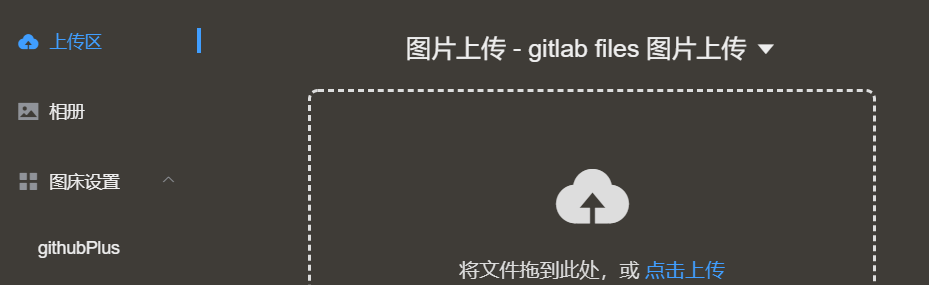 上传区
图片上传 - gitlab files 图片上传
相册
图床设置
githubPlus
将文件拖到此处，或 点击上传